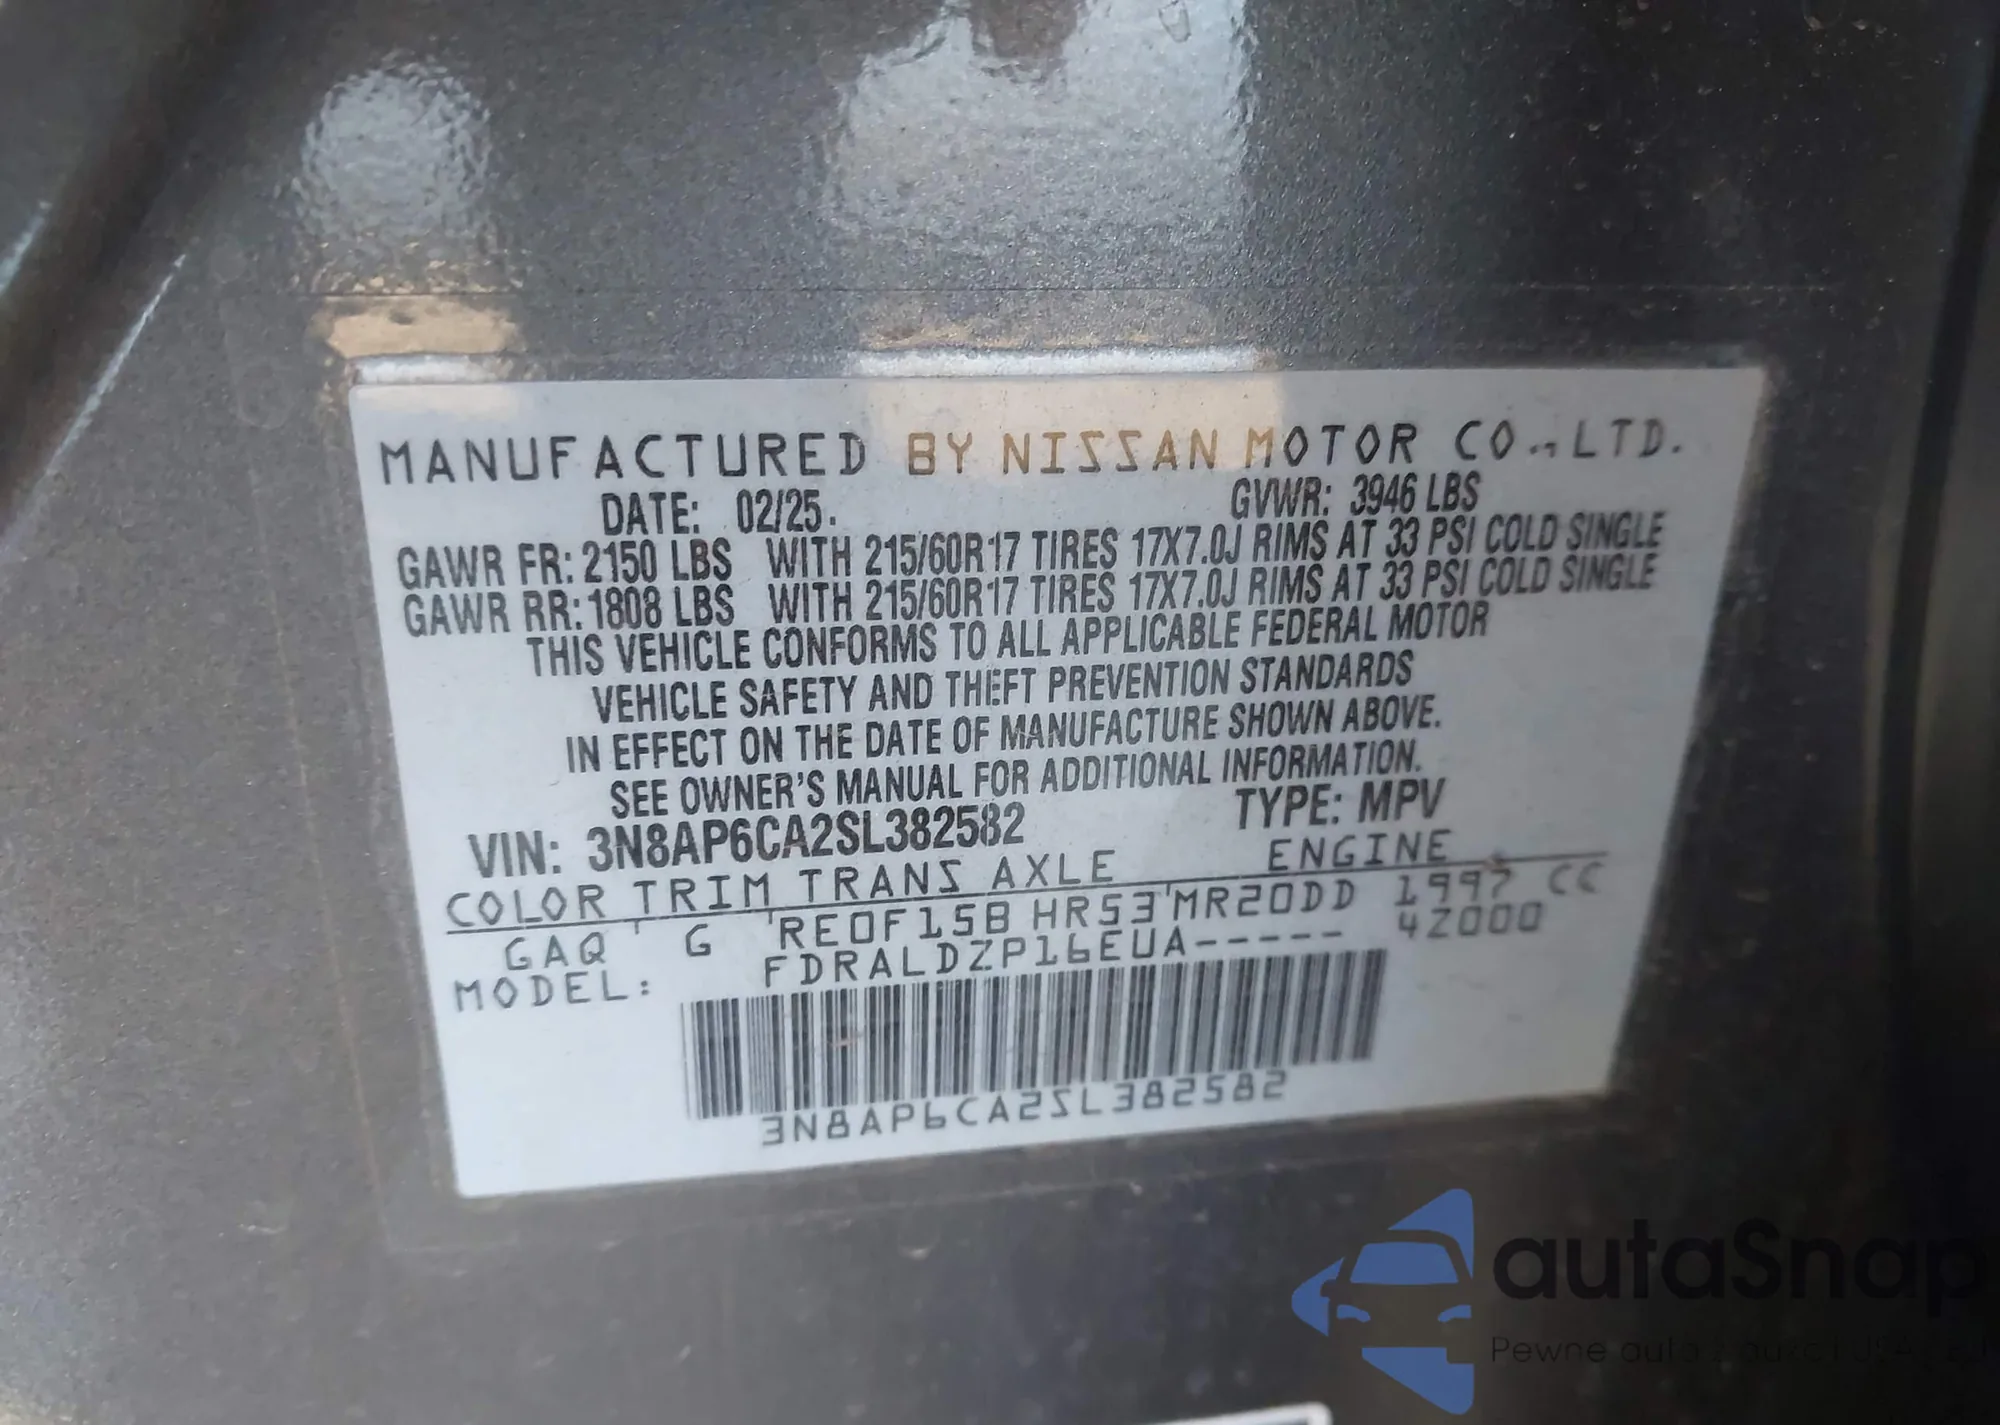 MANUFACTURED BY NISSAN MOTOR CO., LTD.
DATE: 02/25. GVWR: 3946 LBS
GAWR FR: 2150 LBS WITH 215/60R17 TIRES 17X7.0J RIMS AT 33 PSI COLD SINGLE
GAWR RR: 1808 LBS WITH 215/60R17 TIRES 17X7.0J RIMS AT 33 PSI COLD SINGLE
THIS VEHICLE CONFORMS TO ALL APPLICABLE FEDERAL MOTOR
VEHICLE SAFETY AND THEFT PREVENTION STANDARDS
IN EFFECT ON THE DATE OF MANUFACTURE SHOWN ABOVE.
SEE OWNER'S MANUAL FOR ADDITIONAL INFORMATION.
VIN: 3N8AP6CA2SL382582 TYPE: MPV
COLOR TRIM TRANS AXLE ENGINE
GAQ G RE0F15B HR53 MR20DD 1997 CC
MODEL: FDRALDZP16EUA----- 4Z000
3N8AP6CA2SL382582
autaSnap
Pewne auto z USA